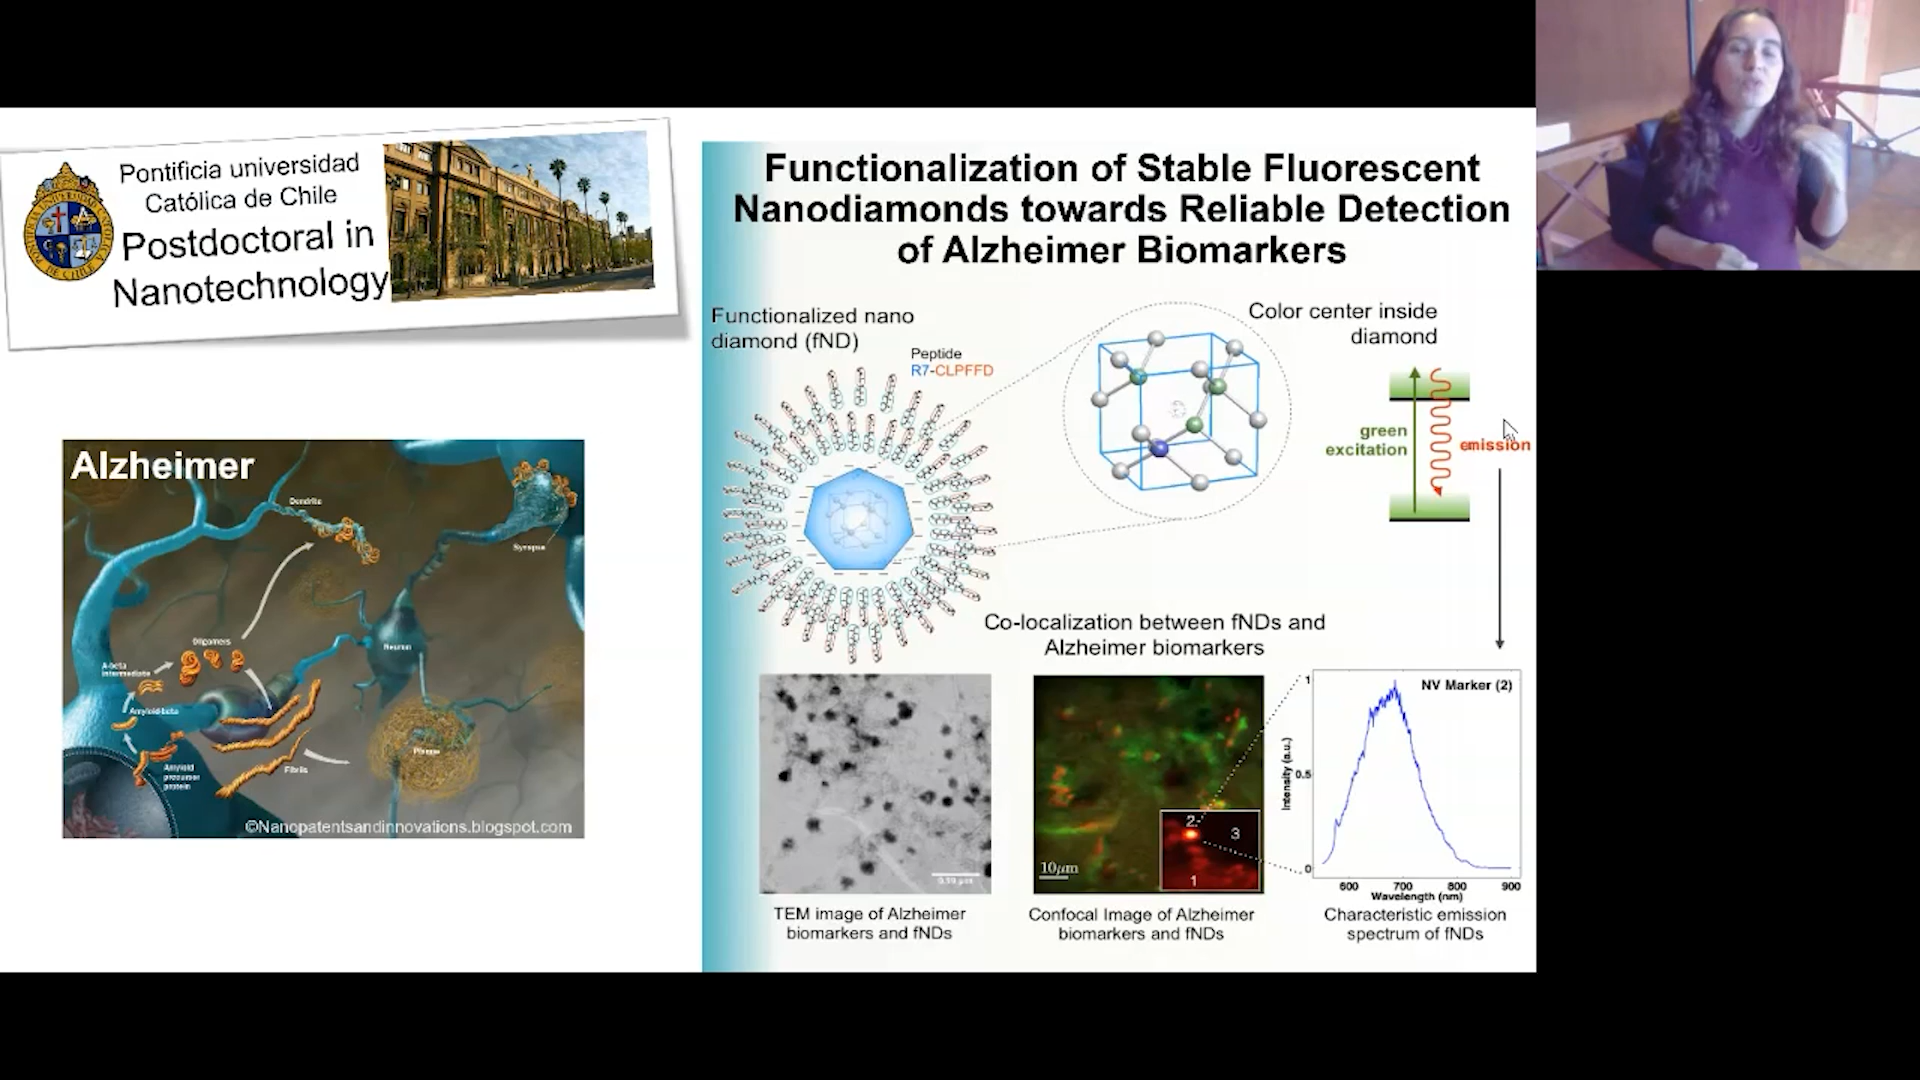 Pontificia universidad
Católica de Chile
Postdoctoral in
Nanotechnology
Alzheimer
Dendrite
Synapse
Oligomers
Neuron
A-beta
intermediate
Amyloid-beta
Plaque
Amyloid
precursor
protein
Fibrils
©Nanopatentsandinnovations.blogspot.com
Functionalization of Stable Fluorescent
Nanodiamonds towards Reliable Detection
of Alzheimer Biomarkers
Functionalized nano
diamond (fND)
Peptide
R7-CLPFFD
Color center inside
diamond
green
excitation
emission
Co-localization between fNDs and
Alzheimer biomarkers
10μm
1
2
3
NV Marker (2)
Intensity (a.u.)
1
0.5
0
600 700 800 900
Wavelength (nm)
TEM image of Alzheimer
biomarkers and fNDs
Confocal Image of Alzheimer
biomarkers and fNDs
Characteristic emission
spectrum of fNDs